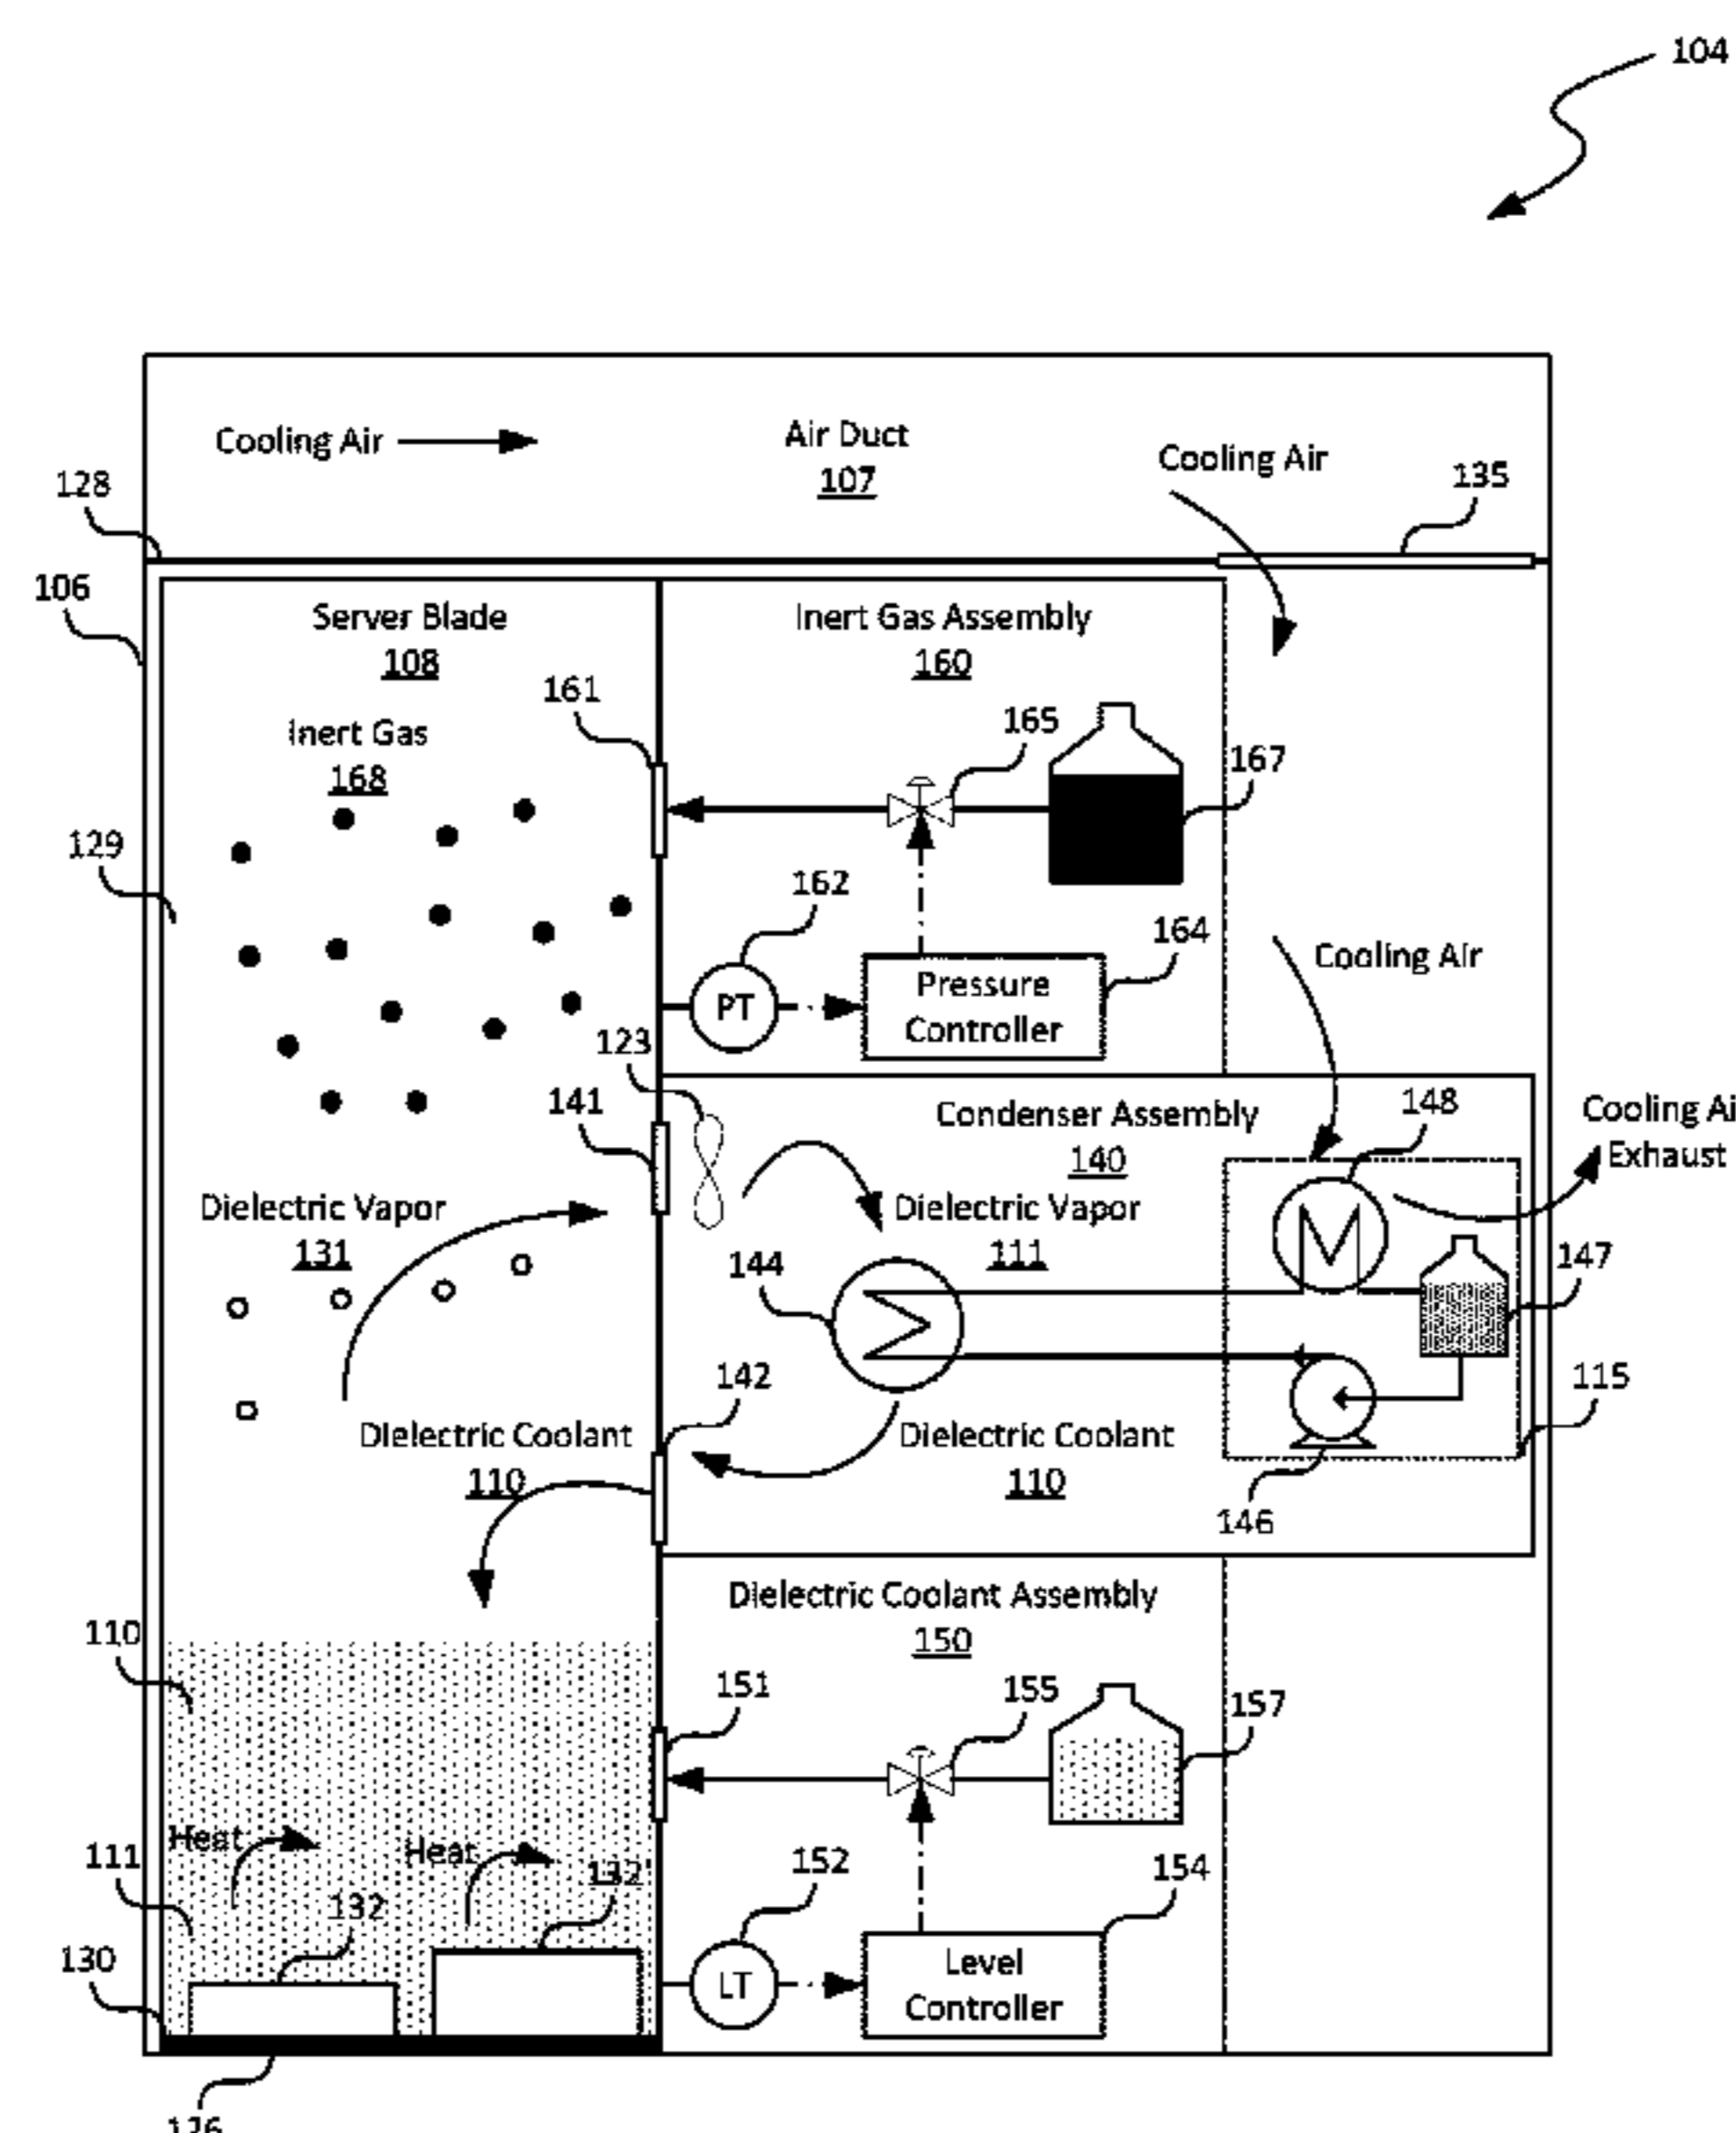 104
Cooling Air
Air Duct
107
Cooling Air
135
128
106
Server Blade
108
Inert Gas Assembly
160
161
Inert Gas
168
165
167
129
162
164
Cooling Air
PT
Pressure
Controller
123
141
Condenser Assembly
140
148
Cooling Ai
Exhaust
Dielectric Vapor
131
Dielectric Vapor
111
144
147
142
115
Dielectric Coolant
110
Dielectric Coolant
110
146
Dielectric Coolant Assembly
150
110
151
155
157
Heat
Heat
111
132
132'
152
154
130
LT
Level
Controller
136